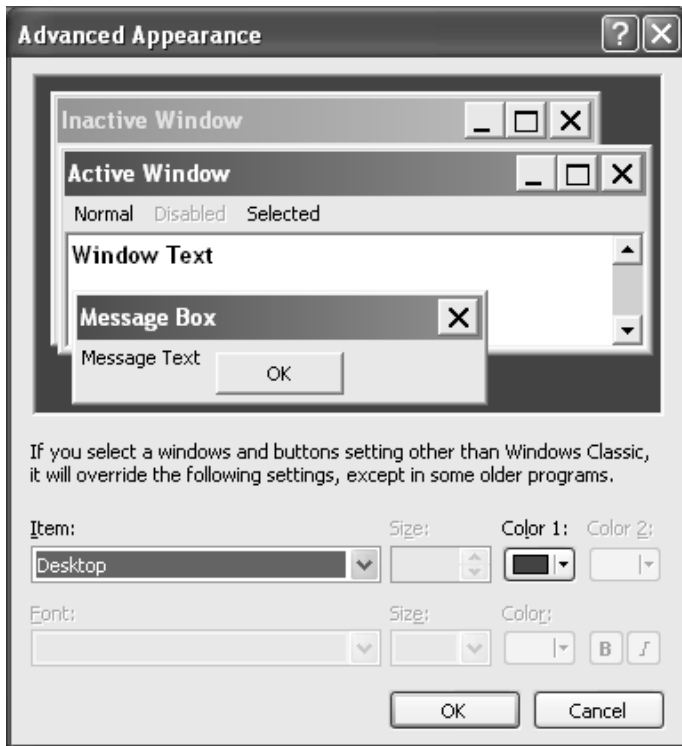 Advanced Appearance
Inactive Window
Active Window
Normal Disabled Selected
Window Text
Message Box
Message Text
OK
If you select a windows and buttons setting other than Windows Classic,
it will override the following settings, except in some older programs.
Item: Size: Color 1: Color 2:
Desktop
Font: Size: Color:
B I
OK Cancel